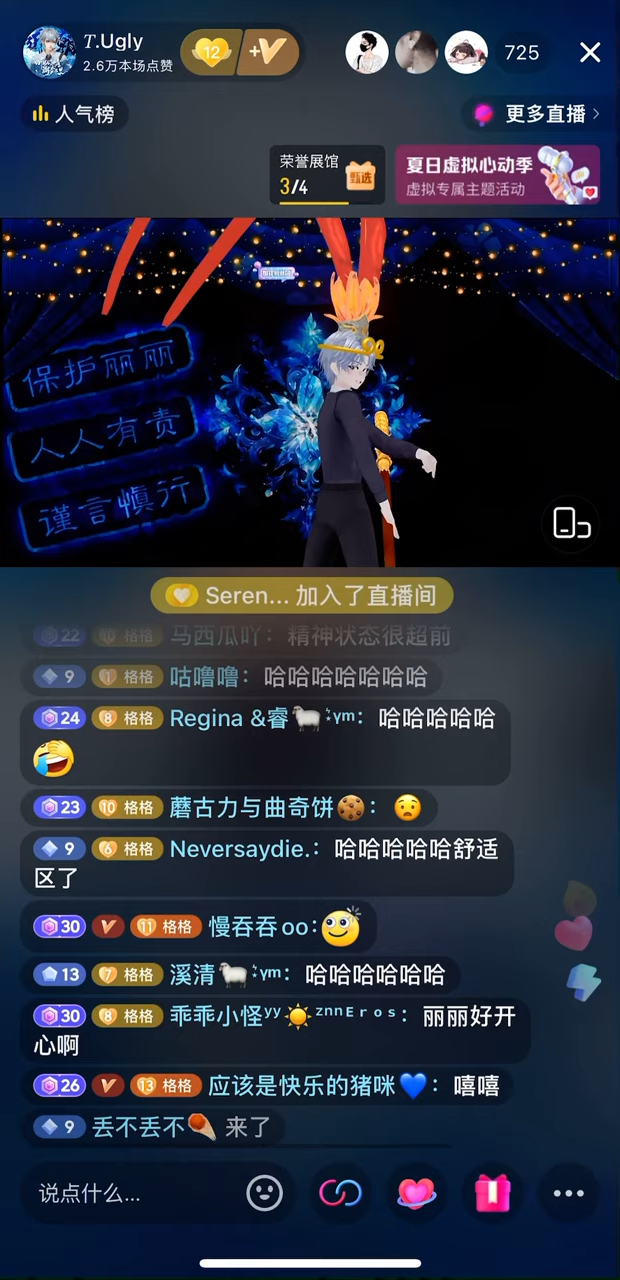 T.Ugly
2.6万本场点赞
12
+V
725
人气榜
更多直播
荣誉展馆
3/4
甄选
夏日虚拟心动季
虚拟专属主题活动
保护丽丽
人人有责
谨言慎行
Seren... 加入了直播间
22 10 格格 马西瓜吖：精神状态很超前
9 1 格格 咕噜噜：哈哈哈哈哈哈哈
24 8 格格 Regina &睿🐑ᵞᵐ：哈哈哈哈哈
🤣
23 10 格格 蘑古力与曲奇饼🍪：😧
9 6 格格 Neversaydie.：哈哈哈哈哈舒适
区了
30 V 11 格格 慢吞吞oo：
13 7 格格 溪清🐑ᵞᵐ：哈哈哈哈哈哈
30 8 格格 乖乖小怪ʸʸ☀️ᶻⁿⁿᴱʳᵒˢ：丽丽好开
心啊
26 V 13 格格 应该是快乐的猪咪💙：嘻嘻
9 丢不丢不🍗 来了
说点什么...